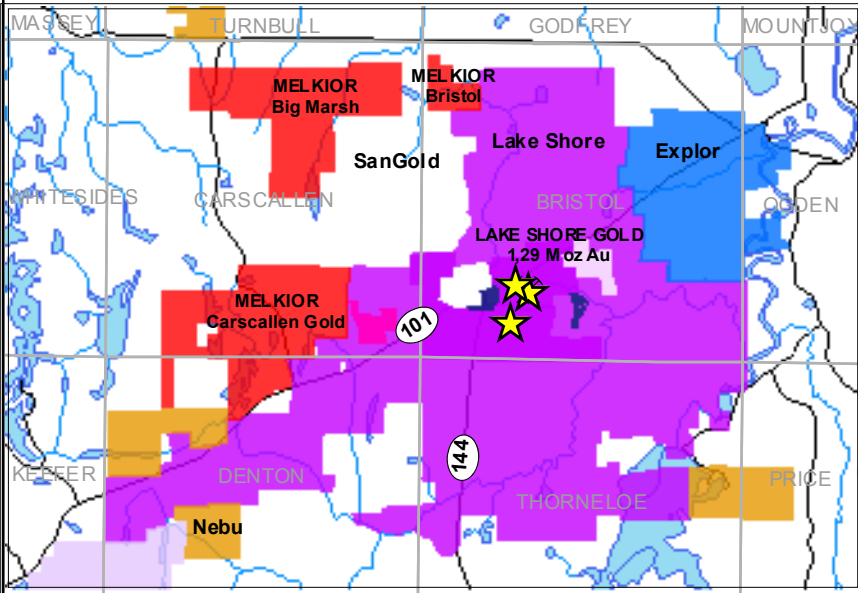 MASSEY
TURNBULL
GODFREY
MOUNTJOY
MELKIOR
Big Marsh
MELKIOR
Bristol
Lake Shore
SanGold
Explor
WHITESIDES
CARSCALLEN
BRISTOL
OGDEN
LAKE SHORE GOLD
1,29 Moz Au
MELKIOR
Carscallen Gold
101
144
KEEFER
DENTON
THORNELOE
PRICE
Nebu